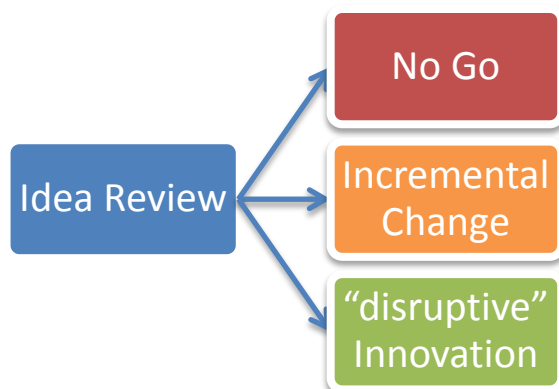 Idea Review
No Go
Incremental
Change
“disruptive”
Innovation